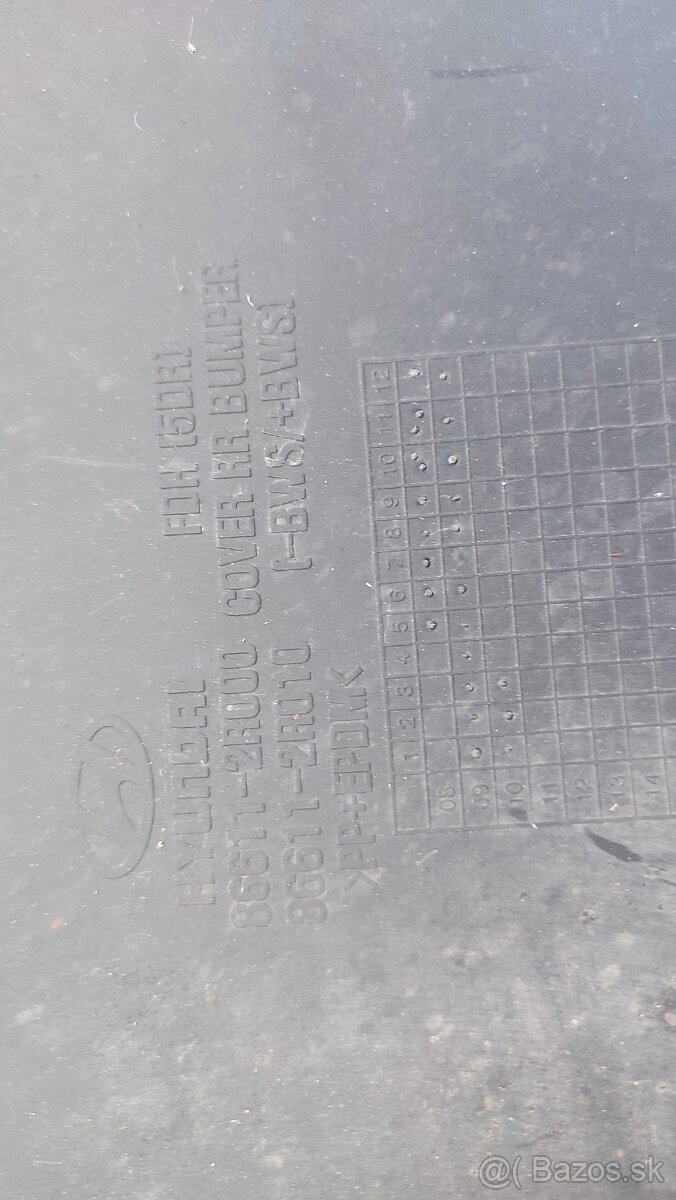 HYUNDAI FDH (5DR)
86611-2R000 COVER RR.BUMPER
86611-2R010 (-BWS/+BWS)
>PP+EPDM<
1 2 3 4 5 6 7 8 9 10 11 12
08
09
10
11
12
13
14
@( Bazos.sk